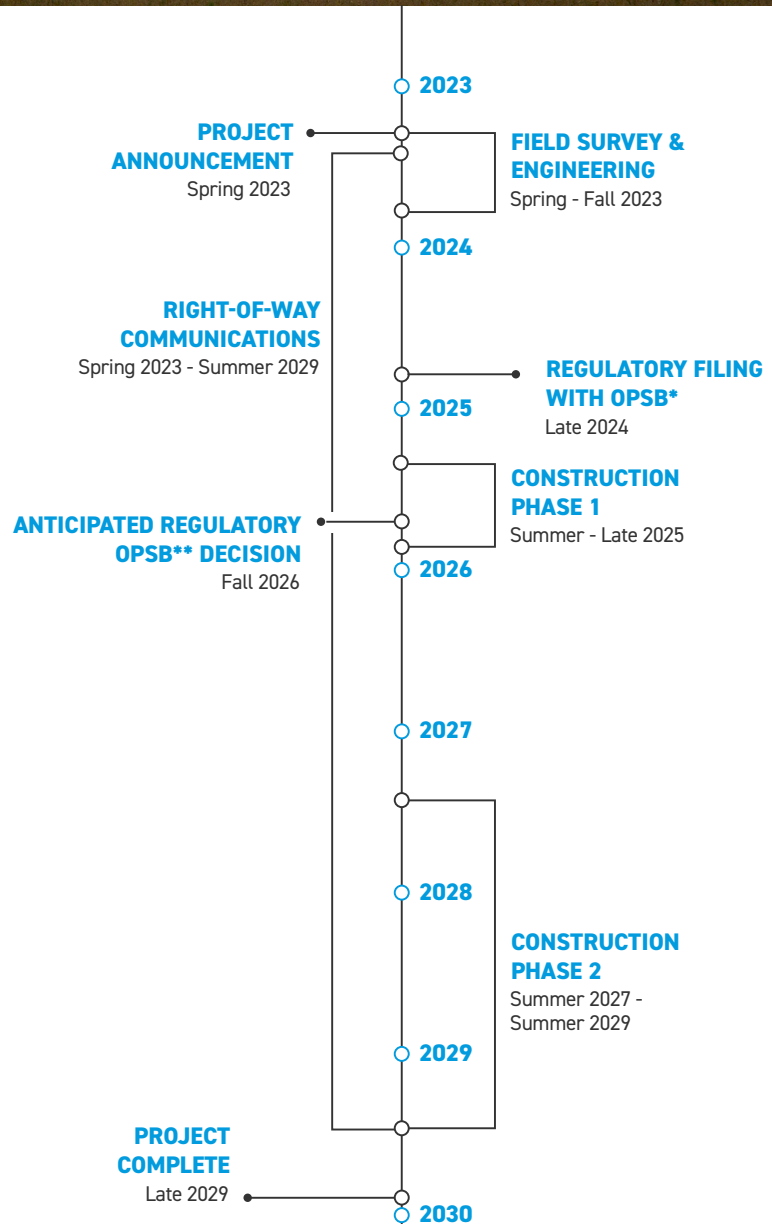 2023
PROJECT
ANNOUNCEMENT
Spring 2023
FIELD SURVEY &
ENGINEERING
Spring - Fall 2023
2024
RIGHT-OF-WAY
COMMUNICATIONS
Spring 2023 - Summer 2029
REGULATORY FILING
WITH OPSB*
Late 2024
2025
CONSTRUCTION
PHASE 1
Summer - Late 2025
ANTICIPATED REGULATORY
OPSB** DECISION
Fall 2026
2026
2027
2028
CONSTRUCTION
PHASE 2
Summer 2027 -
Summer 2029
2029
PROJECT
COMPLETE
Late 2029
2030